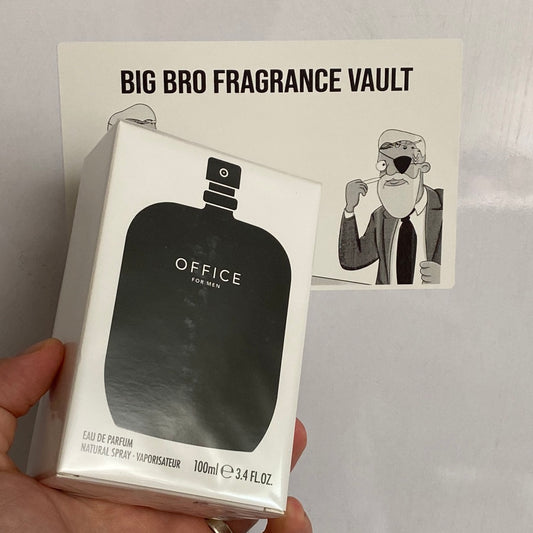 BIG BRO FRAGRANCE VAULT
OFFICE
FOR MEN
EAU DE PARFUM
NATURAL SPRAY · VAPORISATEUR
100ml ℮ 3.4 FL.OZ.